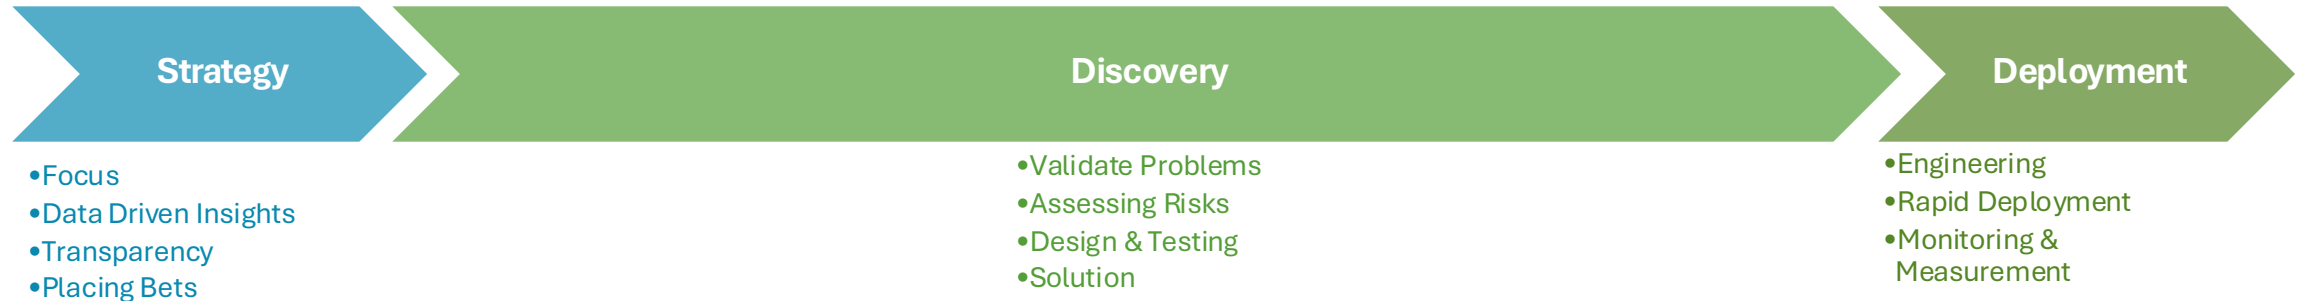 Strategy
•Focus
•Data Driven Insights
•Transparency
•Placing Bets
Discovery
•Validate Problems
•Assessing Risks
•Design & Testing
•Solution
Deployment
•Engineering
•Rapid Deployment
•Monitoring &
Measurement